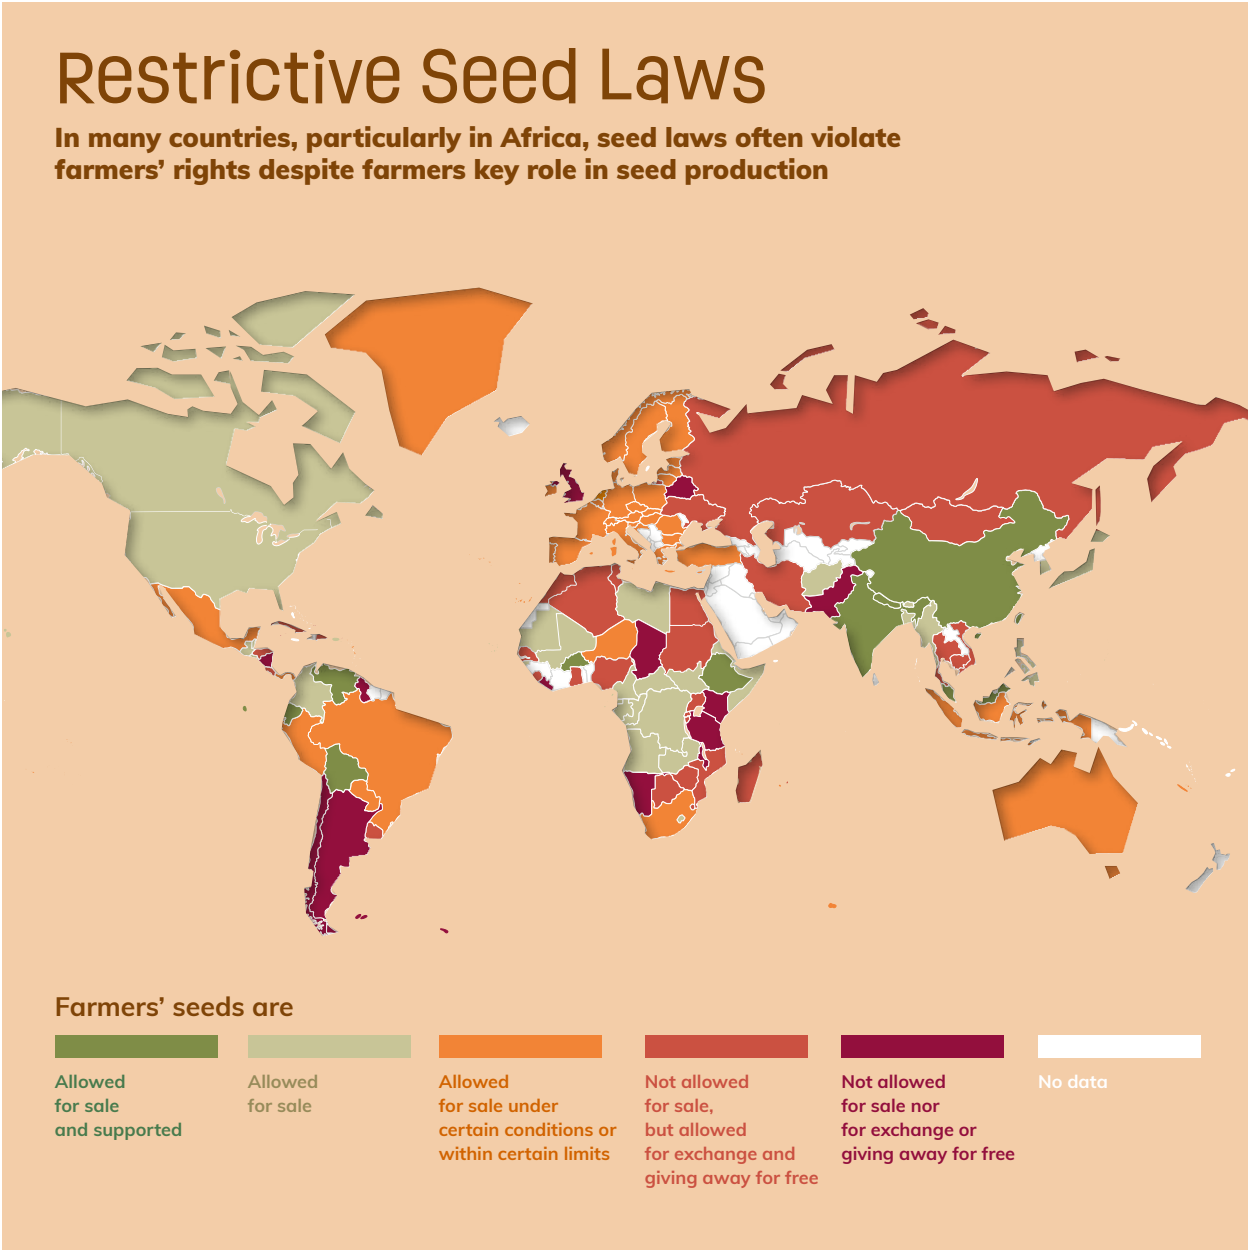 Restrictive Seed Laws
In many countries, particularly in Africa, seed laws often violate
farmers’ rights despite farmers key role in seed production
Farmers’ seeds are
Allowed
for sale
and supported
Allowed
for sale
Allowed
for sale under
certain conditions or
within certain limits
Not allowed
for sale,
but allowed
for exchange and
giving away for free
Not allowed
for sale nor
for exchange or
giving away for free
No data